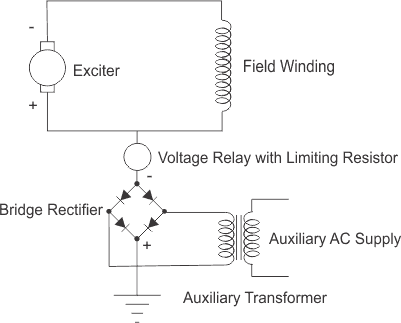 -
Exciter
Field Winding
+
Voltage Relay with Limiting Resistor
-
Bridge Rectifier
+
Auxiliary AC Supply
Auxiliary Transformer